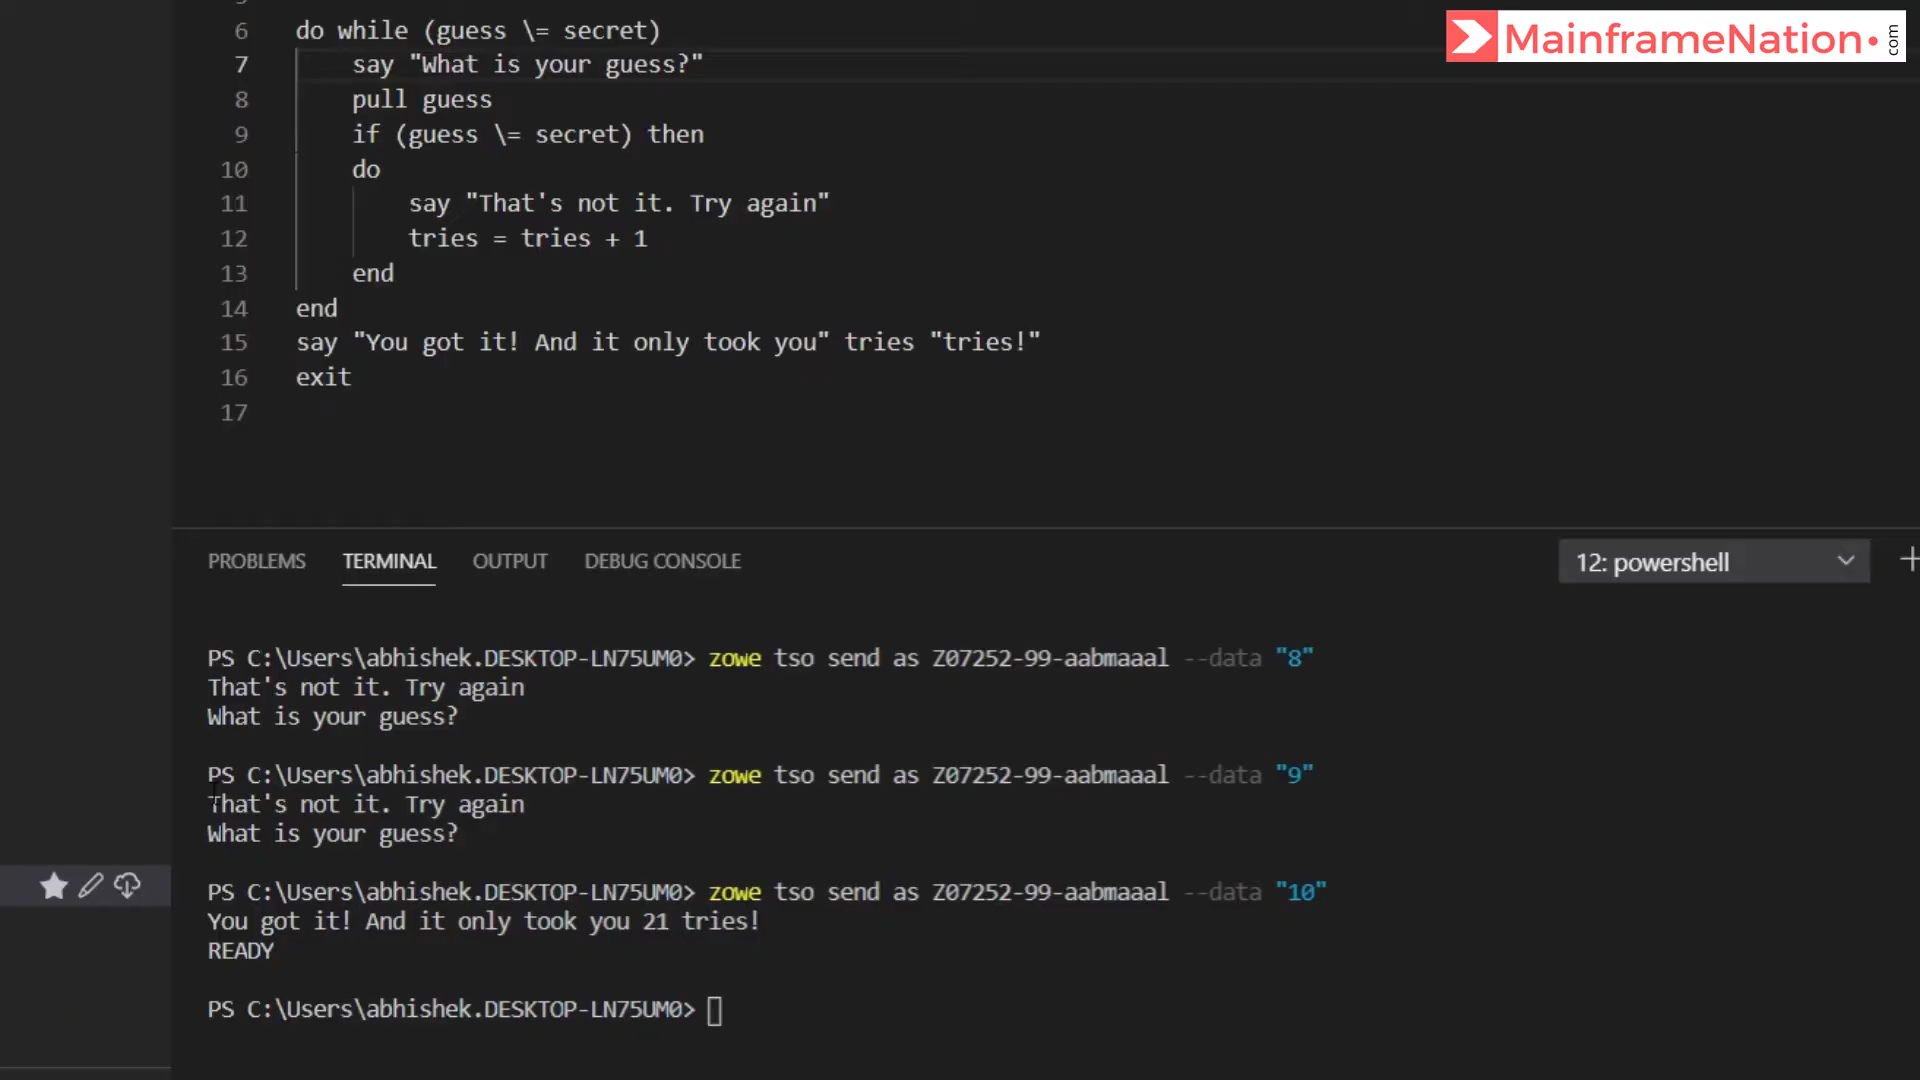 MainframeNation.com
5
6 do while (guess \= secret)
7 say "What is your guess?"
8 pull guess
9 if (guess \= secret) then
10 do
11 say "That's not it. Try again"
12 tries = tries + 1
13 end
14 end
15 say "You got it! And it only took you" tries "tries!"
16 exit
17
PROBLEMS TERMINAL OUTPUT DEBUG CONSOLE 12: powershell
PS C:\Users\abhishek.DESKTOP-LN75UM0> zowe tso send as Z07252-99-aabmaaal --data "8"
That's not it. Try again
What is your guess?
PS C:\Users\abhishek.DESKTOP-LN75UM0> zowe tso send as Z07252-99-aabmaaal --data "9"
That's not it. Try again
What is your guess?
PS C:\Users\abhishek.DESKTOP-LN75UM0> zowe tso send as Z07252-99-aabmaaal --data "10"
You got it! And it only took you 21 tries!
READY
PS C:\Users\abhishek.DESKTOP-LN75UM0>